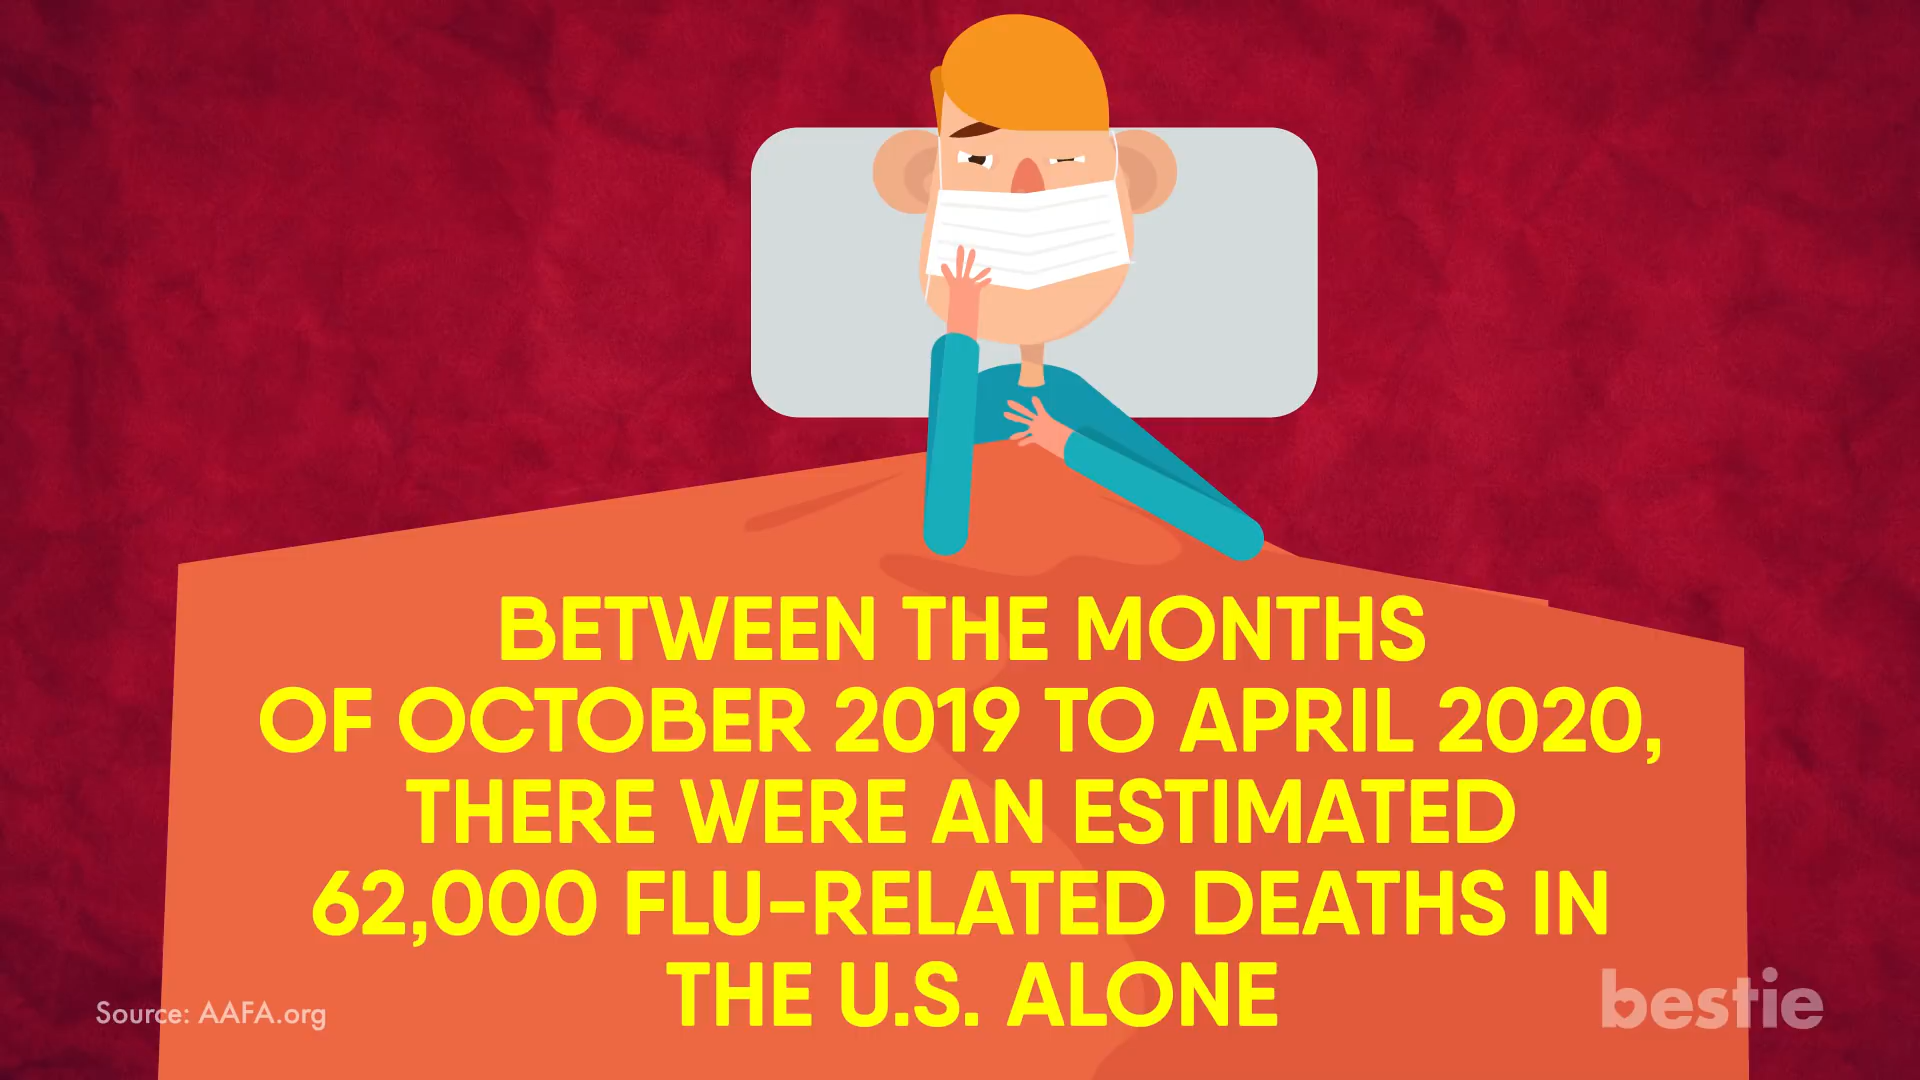 BETWEEN THE MONTHS
OF OCTOBER 2019 TO APRIL 2020,
THERE WERE AN ESTIMATED
62,000 FLU-RELATED DEATHS IN
THE U.S. ALONE
Source: AAFA.org
bestie